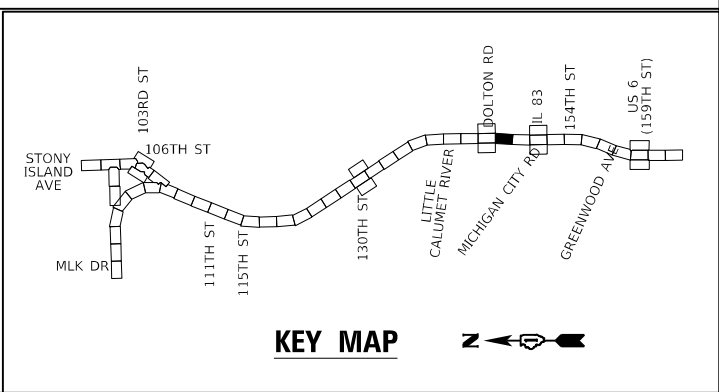 103RD ST
106TH ST
STONY
ISLAND
AVE
MLK DR
111TH ST
115TH ST
130TH ST
LITTLE
CALUMET RIVER
DOLTON RD
MICHIGAN CITY RD
IL 83
154TH ST
GREENWOOD AVE
US 6
(159TH ST)
KEY MAP
N